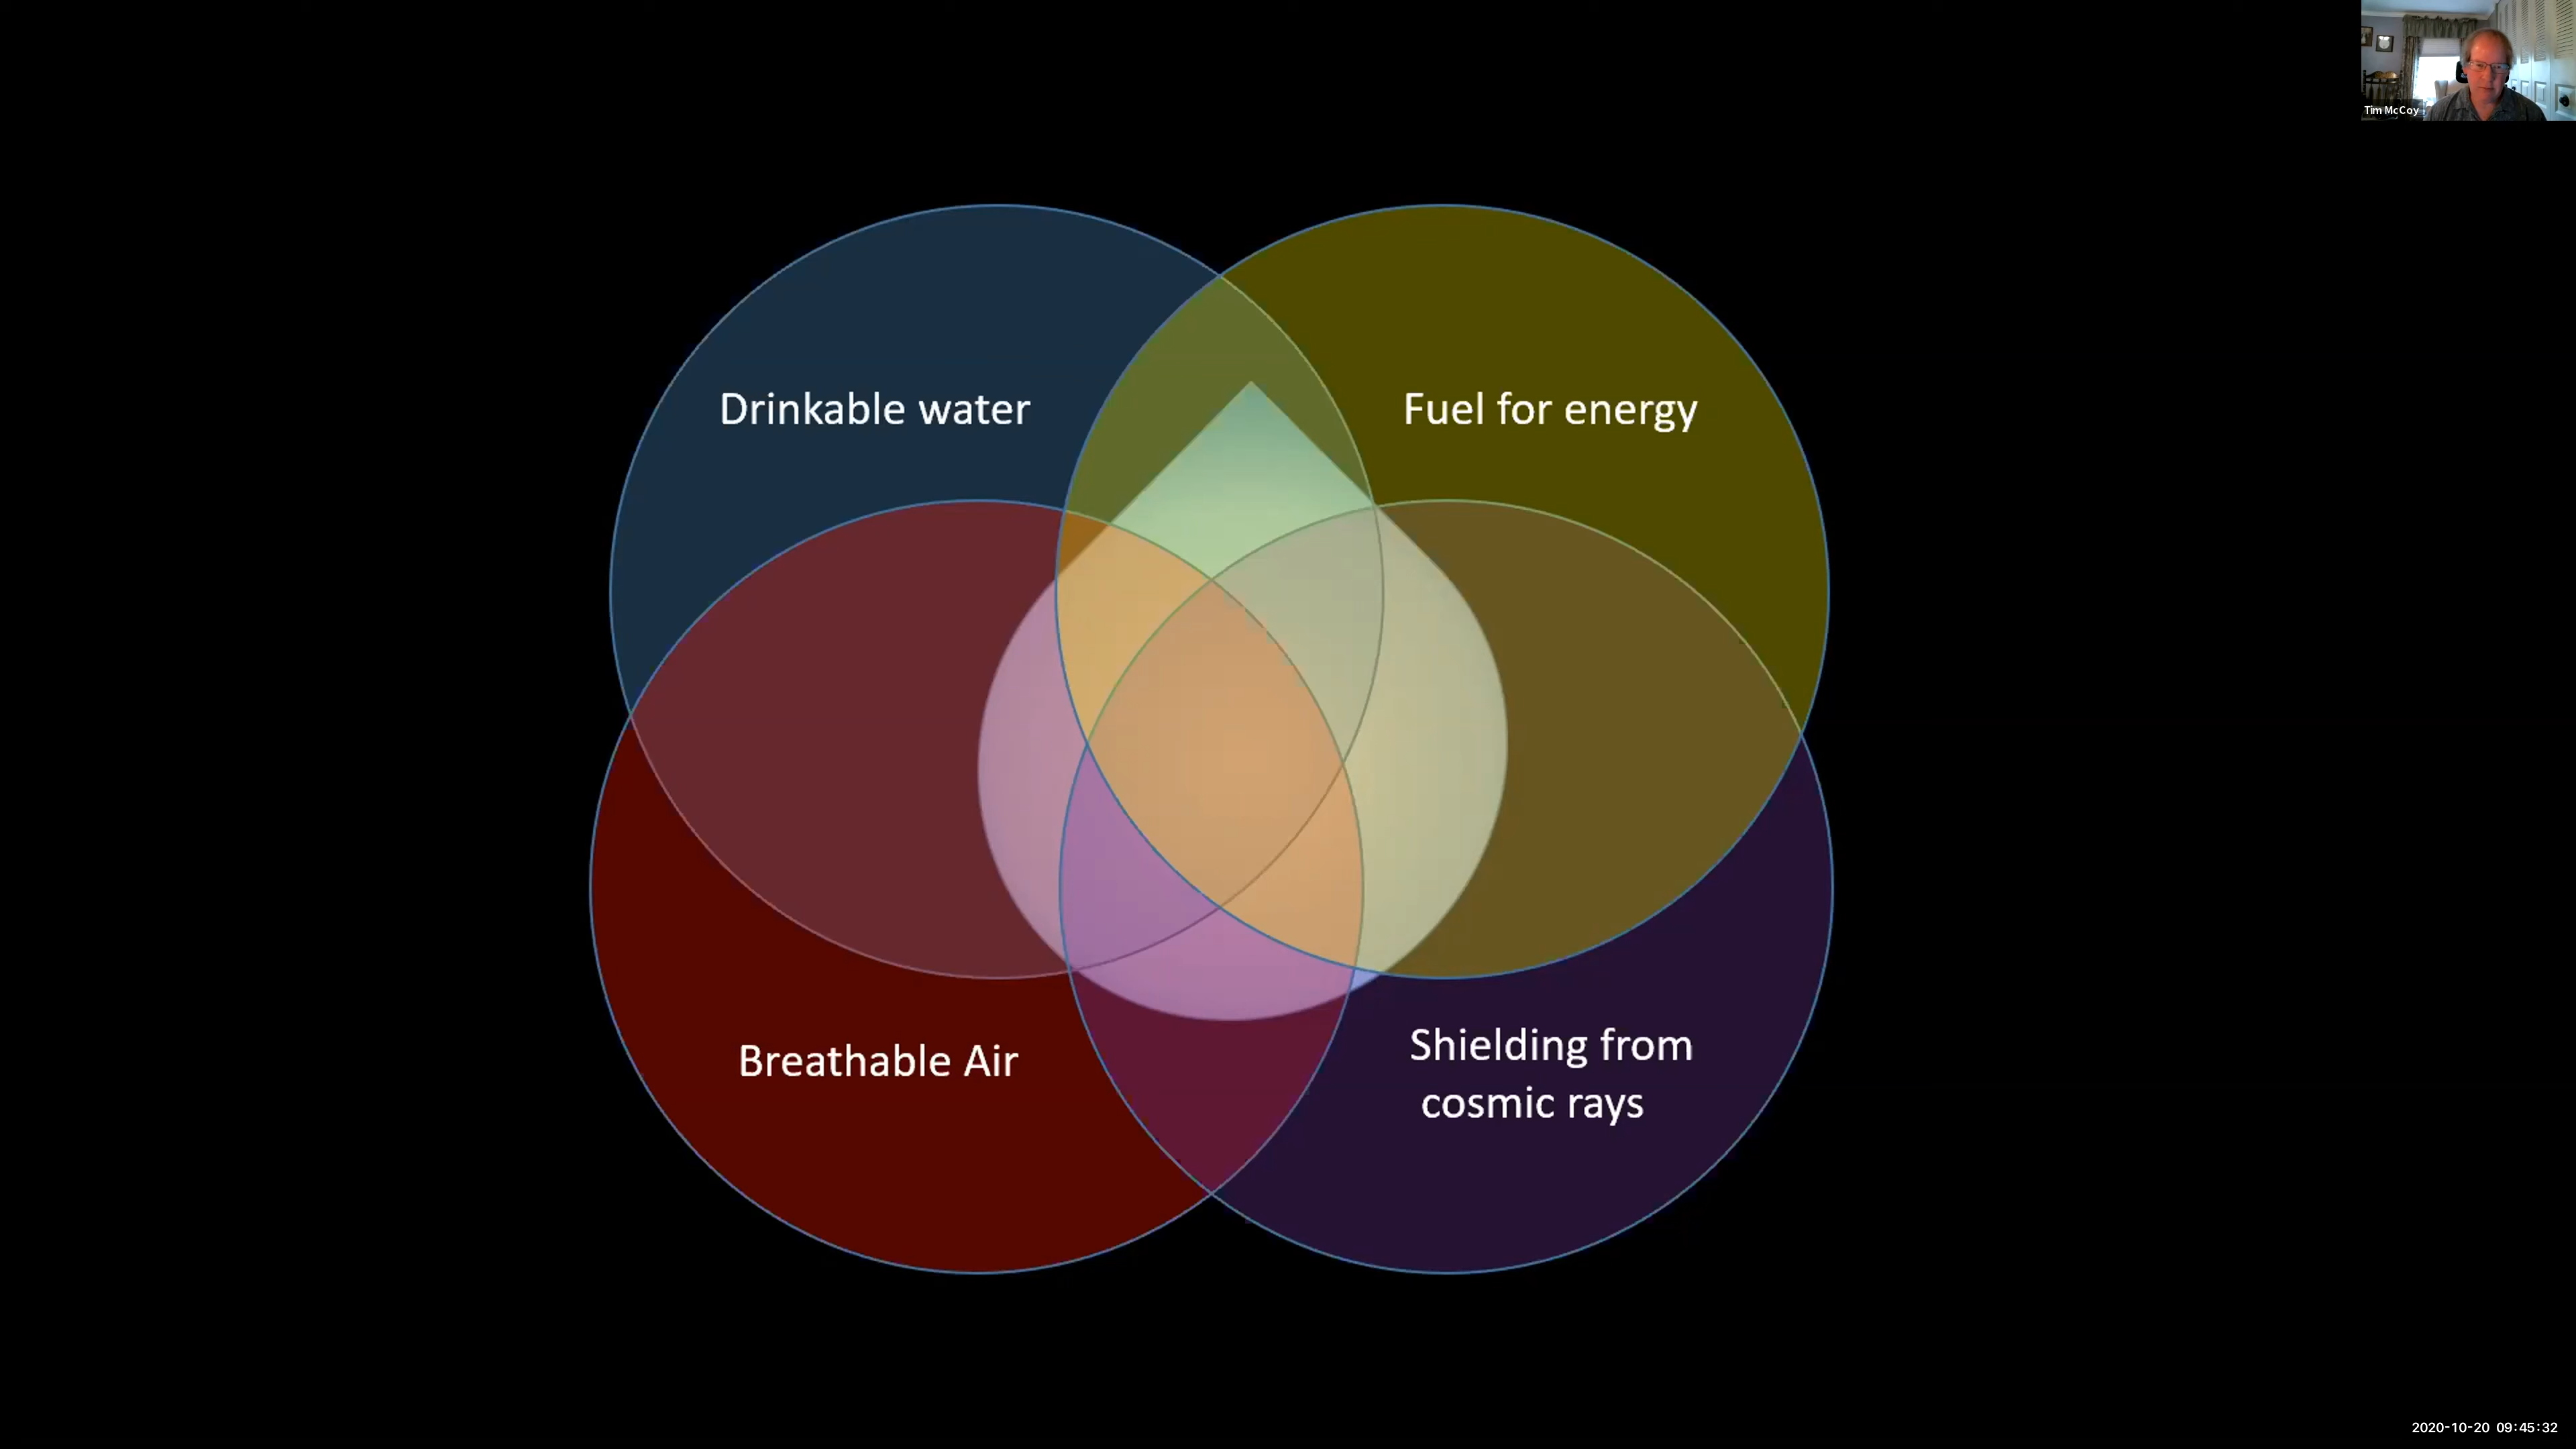 Tim McCoy
Drinkable water
Fuel for energy
Breathable Air
Shielding from
cosmic rays
2020-10-20 09:45:32